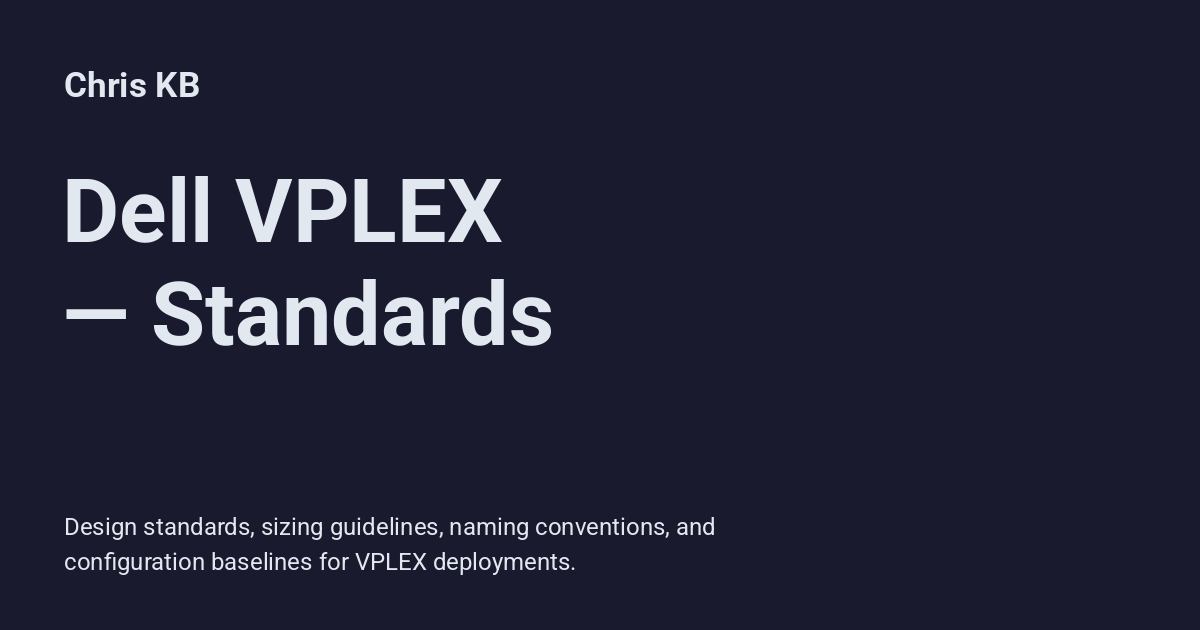 Chris KB
Dell VPLEX
— Standards
Design standards, sizing guidelines, naming conventions, and
configuration baselines for VPLEX deployments.